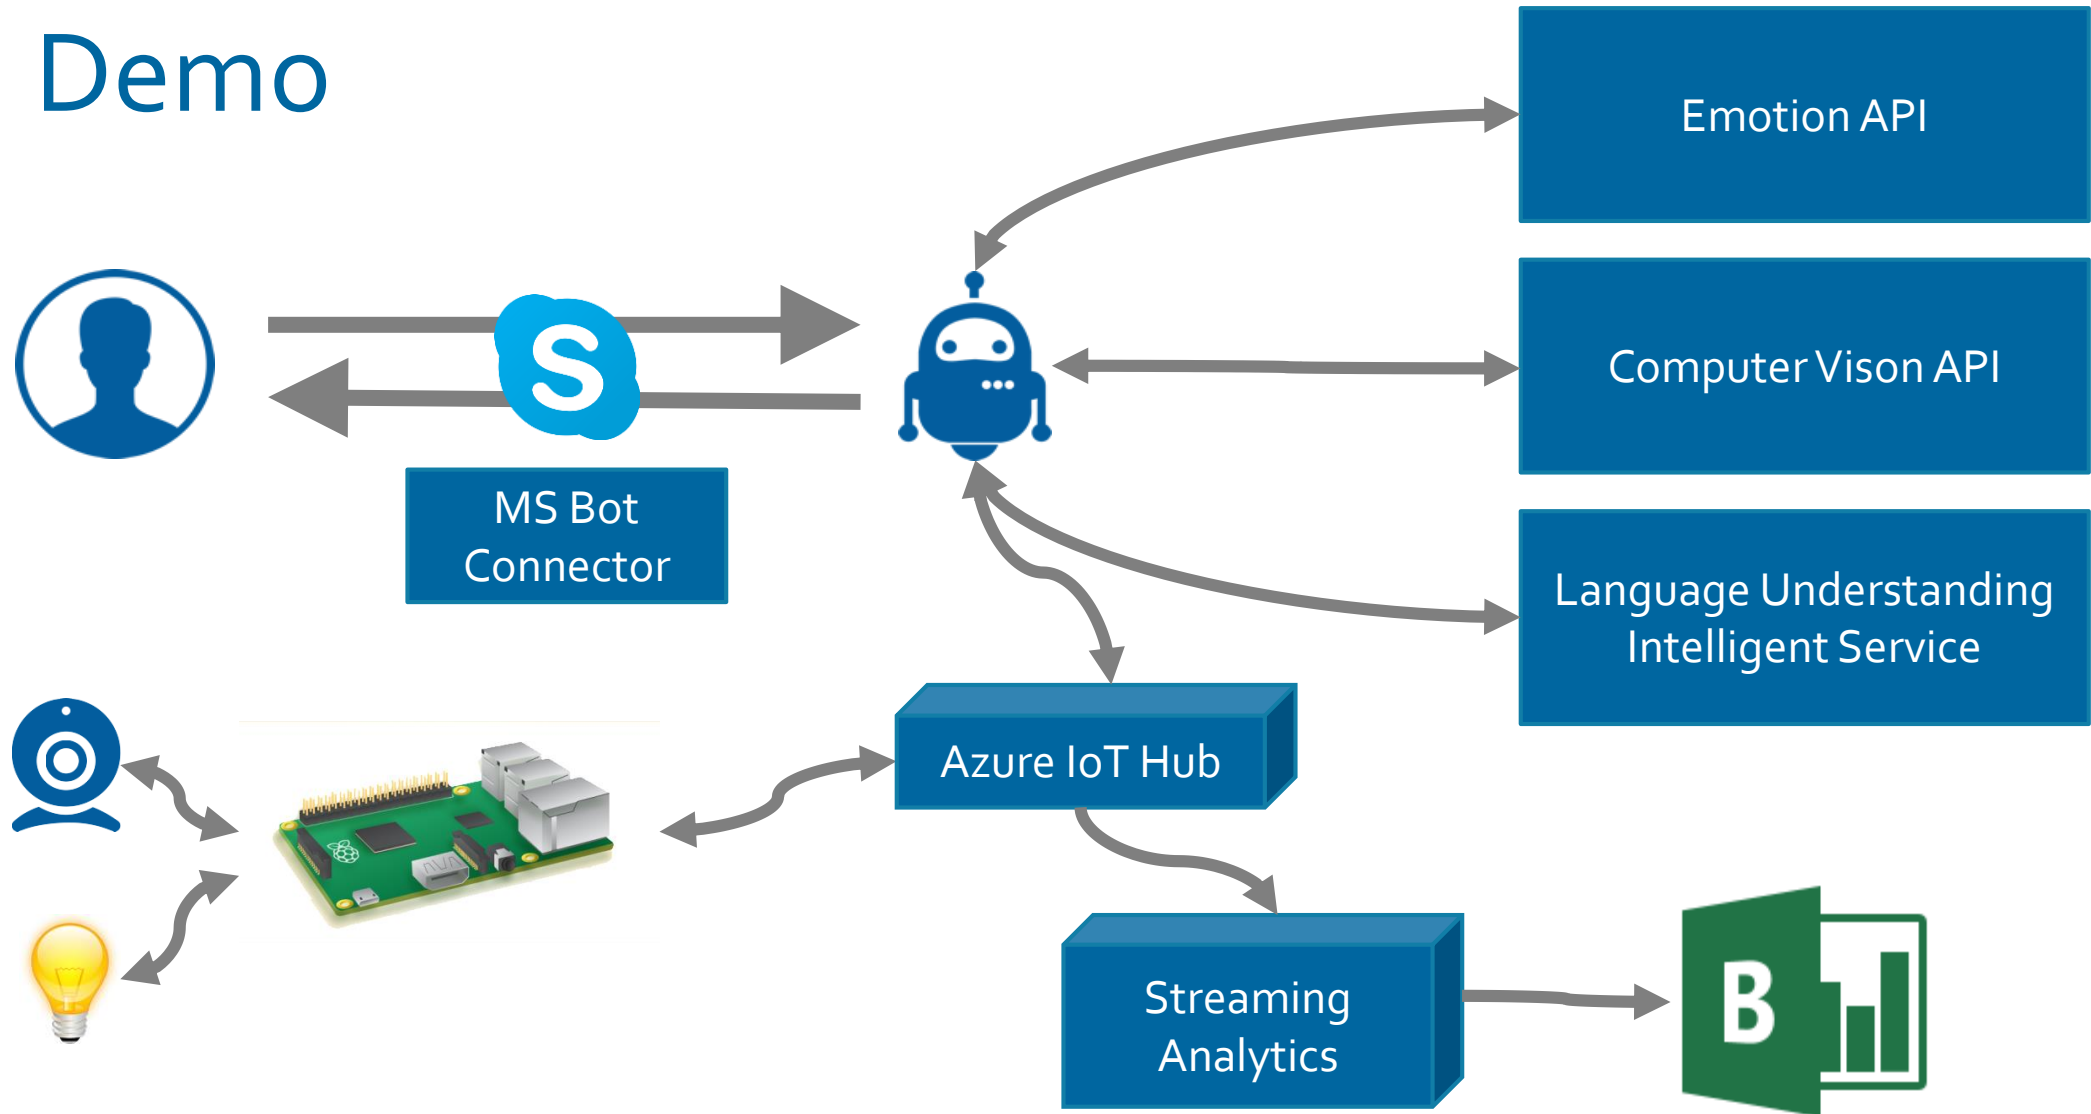 Demo
Emotion API
S
Computer Vison API
MS Bot
Connector
Language Understanding
Intelligent Service
Azure IoT Hub
Streaming
Analytics
B